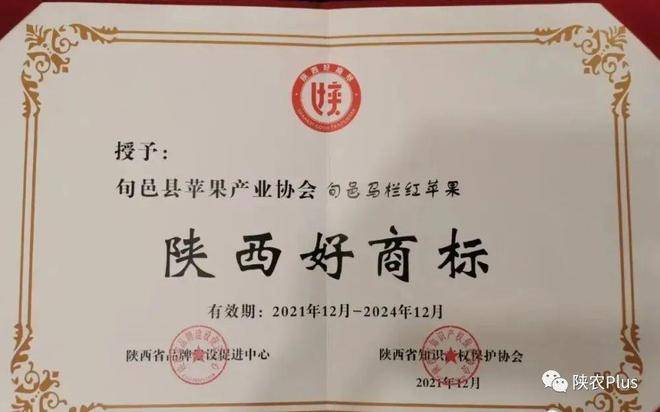 陕西好商标
授予：
旬邑县苹果产业协会 旬邑马栏红苹果
陕西好商标
有效期：2021年12月-2024年12月
陕西省品牌建设促进中心 陕西省知识产权保护协会
2021年12月
陕农Plus